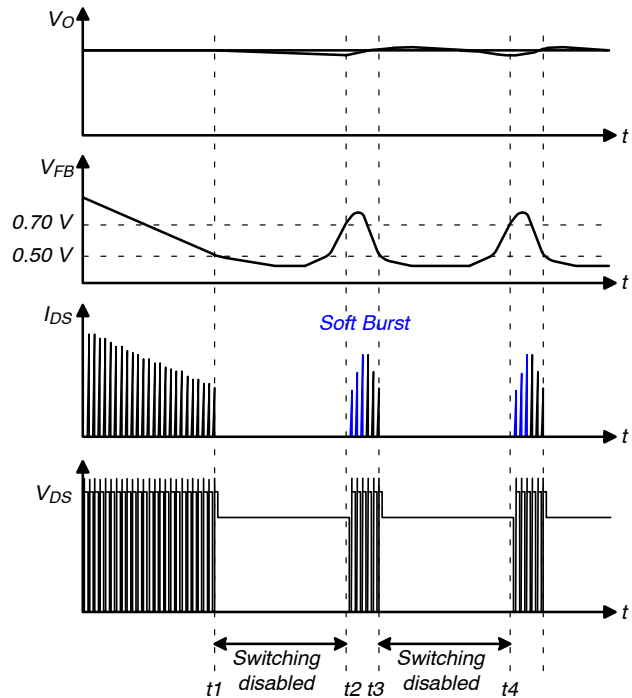 VO
t
VFB
0.70 V
0.50 V
t
IDS
Soft Burst
t
VDS
t
Switching
disabled
Switching
disabled
t1
t2 t3
t4